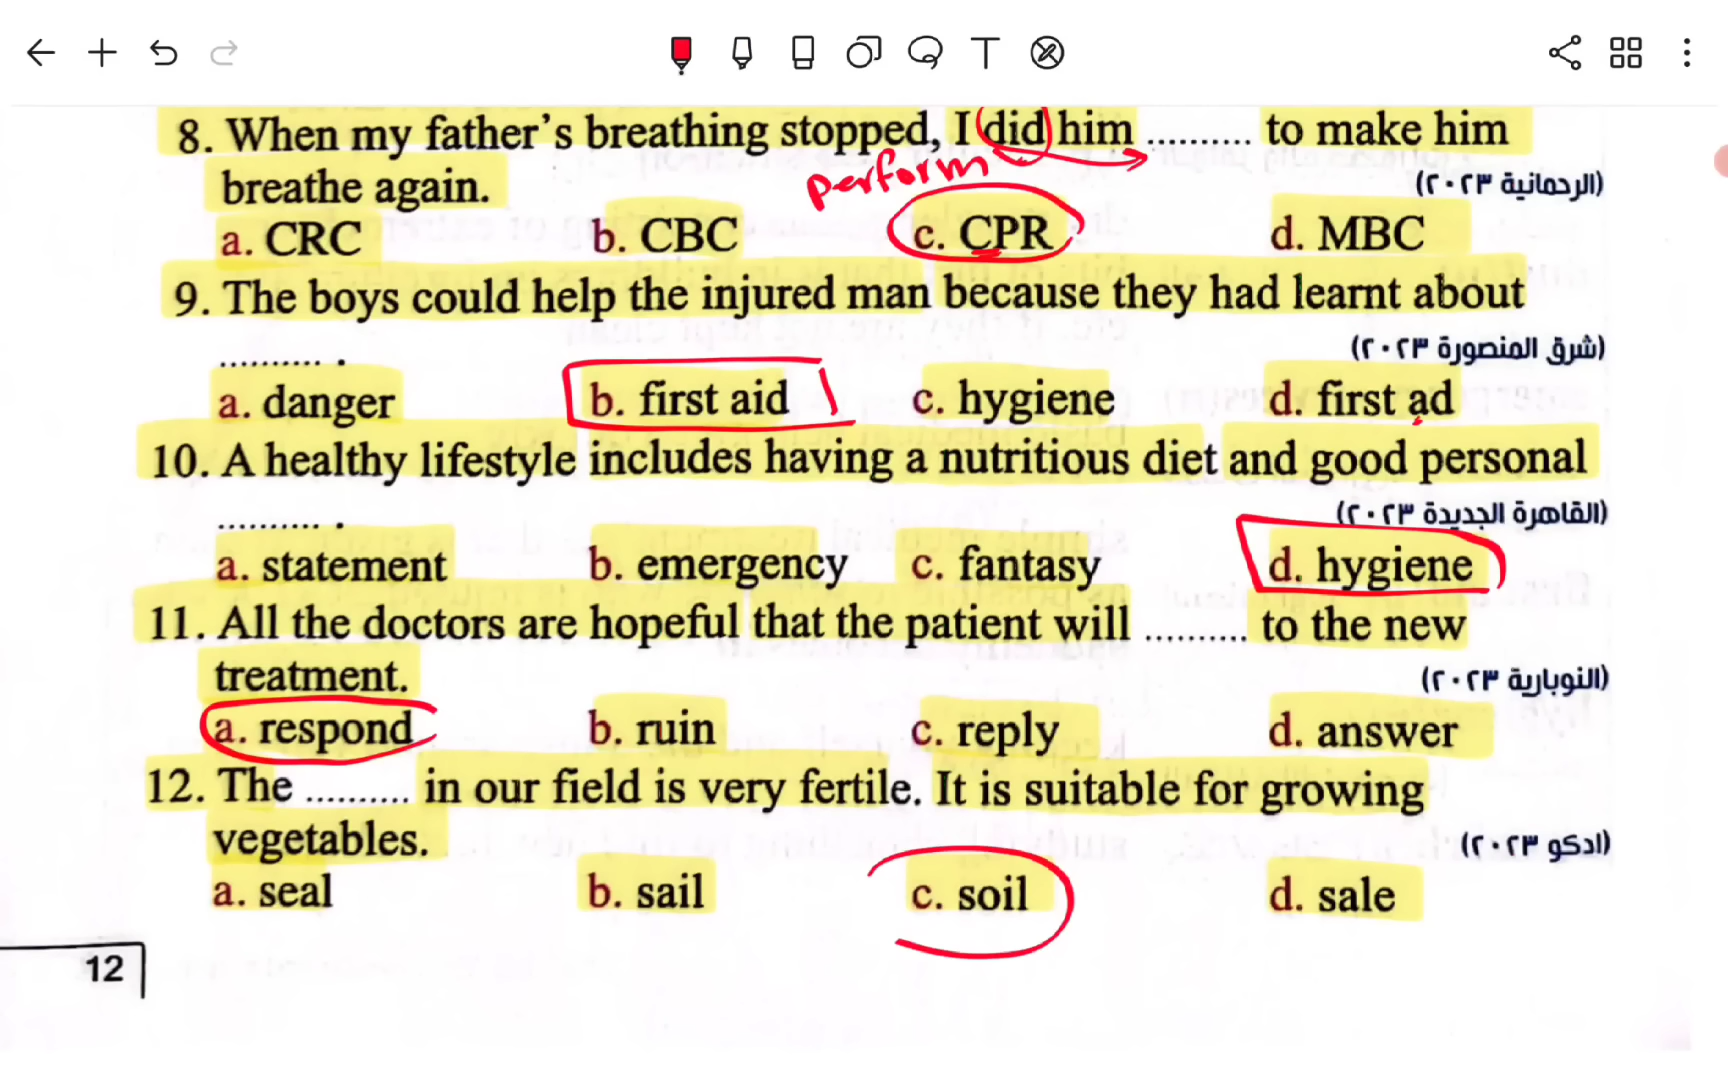 8. When my father's breathing stopped, I did him .......... to make him
perform
breathe again.
(الرحمانية ٢٠٢٣)
a. CRC b. CBC c. CPR d. MBC
9. The boys could help the injured man because they had learnt about
.......... .
(شرق المنصورة ٢٠٢٣)
a. danger b. first aid c. hygiene d. first ad
10. A healthy lifestyle includes having a nutritious diet and good personal
.......... .
(القاهرة الجديدة ٢٠٢٣)
a. statement b. emergency c. fantasy d. hygiene
11. All the doctors are hopeful that the patient will .......... to the new
treatment.
(النوبارية ٢٠٢٣)
a. respond b. ruin c. reply d. answer
12. The .......... in our field is very fertile. It is suitable for growing
vegetables.
(ادكو ٢٠٢٣)
a. seal b. sail c. soil d. sale
12